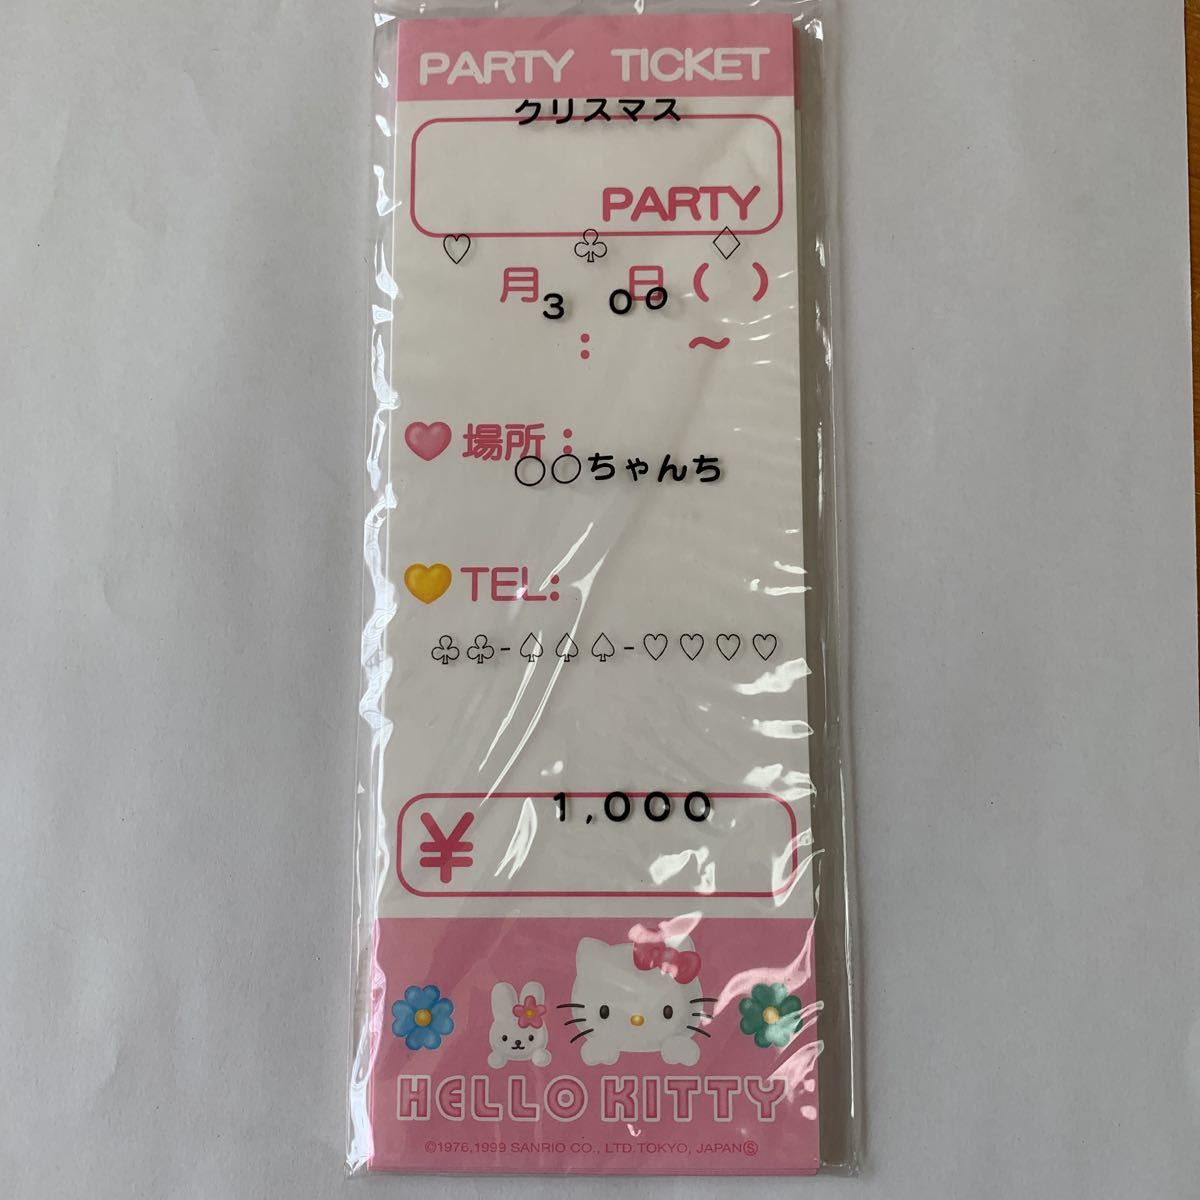 PARTY TICKET
クリスマス
PARTY
♡ ♧ ♢
月 日 ( )
3 00
: ～
場所:
○○ちゃんち
TEL:
♧♧-♤♤♤-♡♡♡♡
1,000
¥
HELLO KITTY
©1976,1999 SANRIO CO., LTD. TOKYO, JAPAN Ⓢ